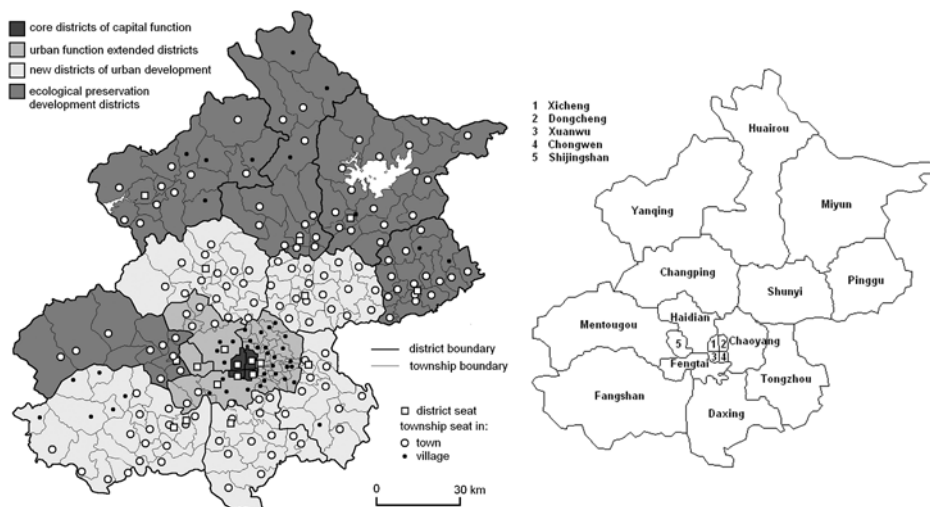 core districts of capital function
urban function extended districts
new districts of urban development
ecological preservation
development districts
district boundary
township boundary
district seat
township seat in:
town
village
0 30 km
1 Xicheng
2 Dongcheng
3 Xuanwu
4 Chongwen
5 Shijingshan
Huairou
Miyun
Yanqing
Changping
Pinggu
Shunyi
Haidian
Mentougou
5
1 2
Chaoyang
3 4
Fengtai
Tongzhou
Fangshan
Daxing